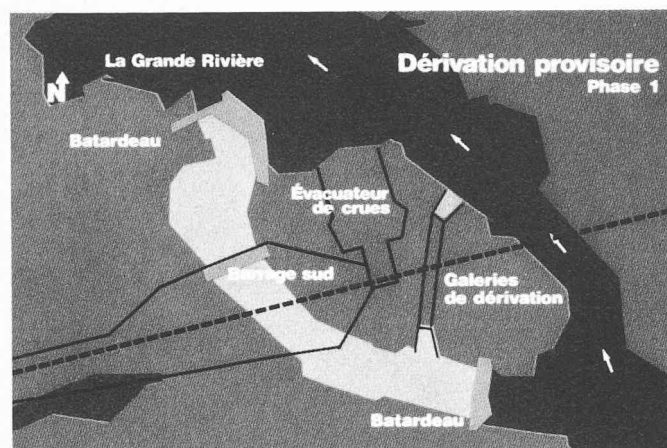 La Grande Rivière
Dérivation provisoire
Phase 1
N
Batardeau
Évacuateur
de crues
Barrage sud
Galeries
de dérivation
Batardeau